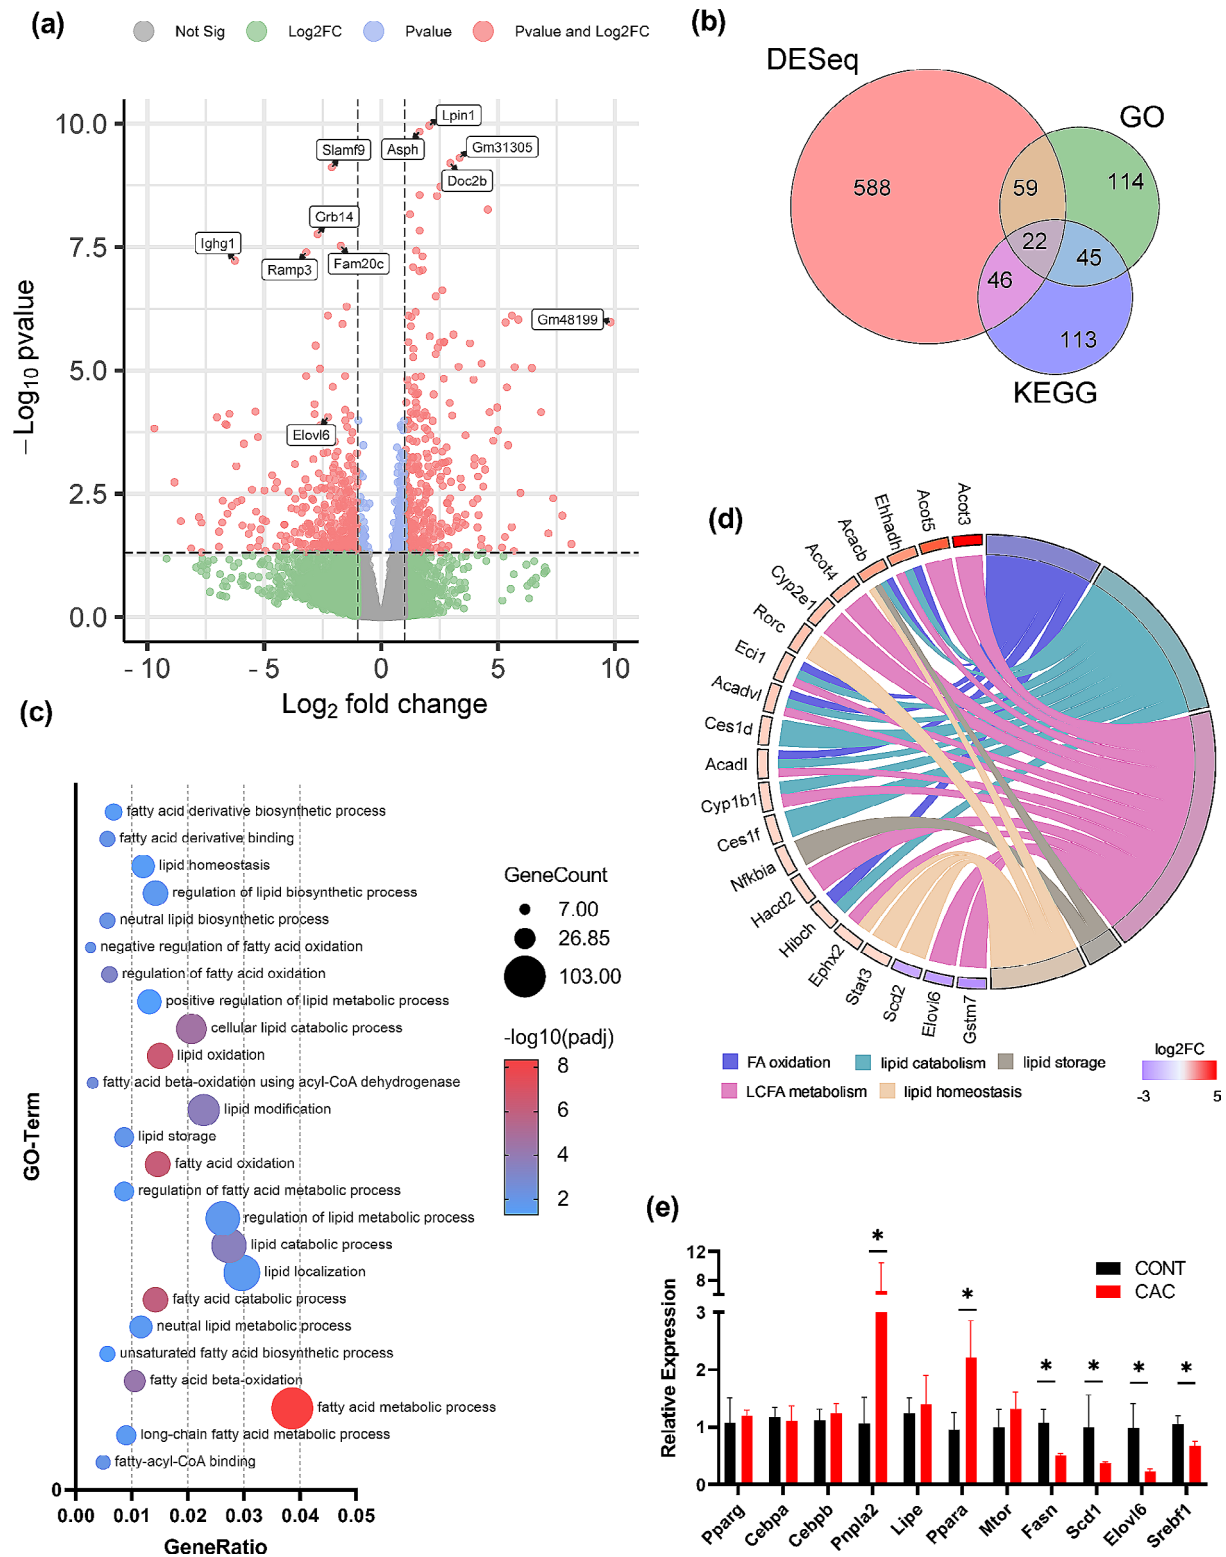 (a)
Not Sig
Log2FC
Pvalue
Pvalue and Log2FC
−Log10 pvalue
10.0
7.5
5.0
2.5
0.0
Lpin1
Asph
Slamf9
Gm31305
Doc2b
Grb14
Ighg1
Ramp3
Fam20c
Gm48199
Elovl6
-10
-5
0
5
10
Log2 fold change
(b)
DESeq
GO
KEGG
588
59
114
22
46
45
113
(c)
GO-Term
fatty acid derivative biosynthetic process
fatty acid derivative binding
lipid homeostasis
regulation of lipid biosynthetic process
neutral lipid biosynthetic process
negative regulation of fatty acid oxidation
regulation of fatty acid oxidation
positive regulation of lipid metabolic process
cellular lipid catabolic process
lipid oxidation
fatty acid beta-oxidation using acyl-CoA dehydrogenase
lipid modification
lipid storage
fatty acid oxidation
regulation of fatty acid metabolic process
regulation of lipid metabolic process
lipid catabolic process
lipid localization
fatty acid catabolic process
neutral lipid metabolic process
unsaturated fatty acid biosynthetic process
fatty acid beta-oxidation
fatty acid metabolic process
long-chain fatty acid metabolic process
fatty-acyl-CoA binding
0
0.00
0.01
0.02
0.03
0.04
0.05
GeneRatio
GeneCount
7.00
26.85
103.00
-log10(padj)
8
6
4
2
(d)
Acot3
Acot5
Ehhadh
Acacb
Acot4
Cyp2e1
Rorc
Eci1
Acadvl
Ces1d
Acadl
Cyp1b1
Ces1f
Nfkbia
Hacd2
Hibch
Ephx2
Stat3
Scd2
Elovl6
Gstm7
FA oxidation
lipid catabolism
lipid storage
LCFA metabolism
lipid homeostasis
log2FC
-3
5
(e)
Relative Expression
12
8
3
2
1
0
*
*
*
*
*
*
CONT
CAC
Pparg
Cebpa
Cebpb
Pnpla2
Lipe
Ppara
Mtor
Fasn
Scd1
Elovl6
Srebf1